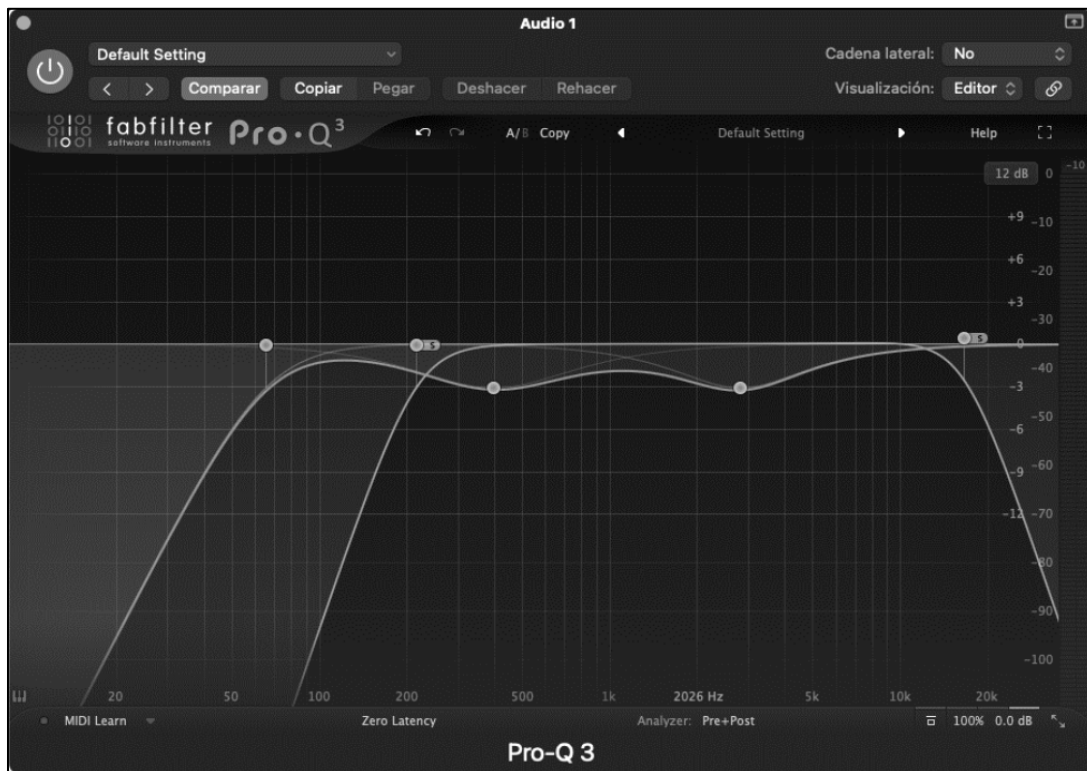 Audio 1
Default Setting
Cadena lateral: No
< > Comparar Copiar Pegar Deshacer Rehacer
Visualización: Editor
fabfilter
software instruments
Pro·Q³
A/B Copy Default Setting Help
12 dB 0 -10
+9 -10
+6 -20
+3 -30
0 -40
-3 -50
-6 -60
-9
-12 -70
-80
-90
-100
S
S
20 50 100 200 500 1k 2026 Hz 5k 10k 20k
MIDI Learn Zero Latency Analyzer: Pre+Post 100% 0.0 dB
Pro-Q 3